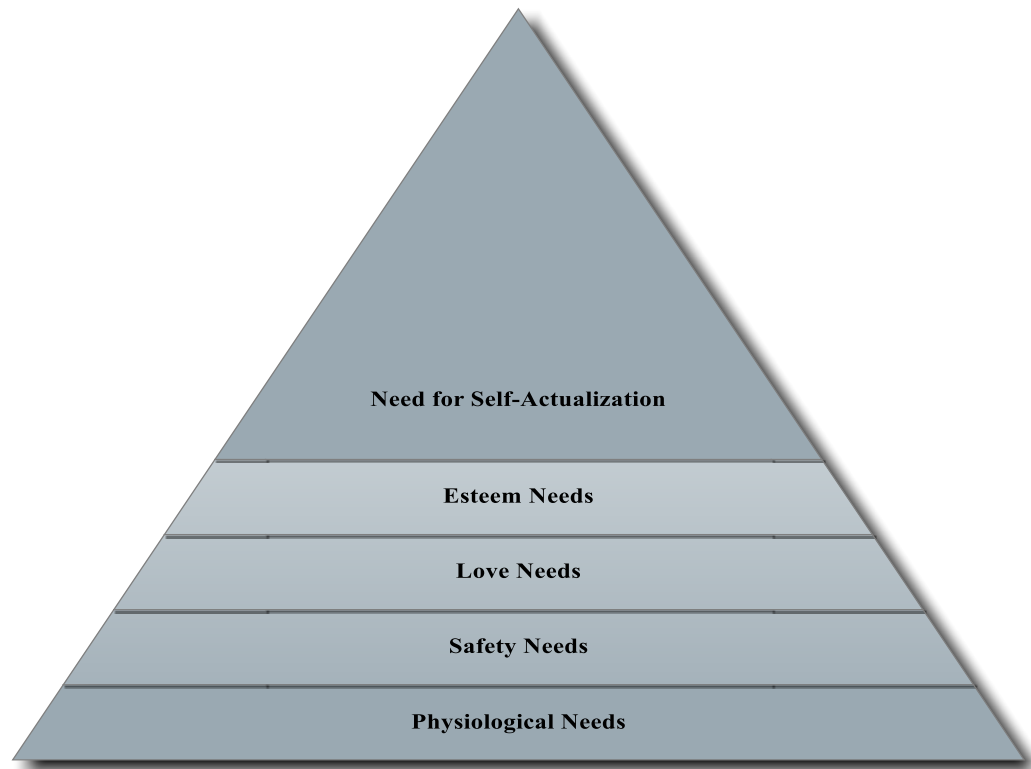 Need for Self-Actualization
Esteem Needs
Love Needs
Safety Needs
Physiological Needs